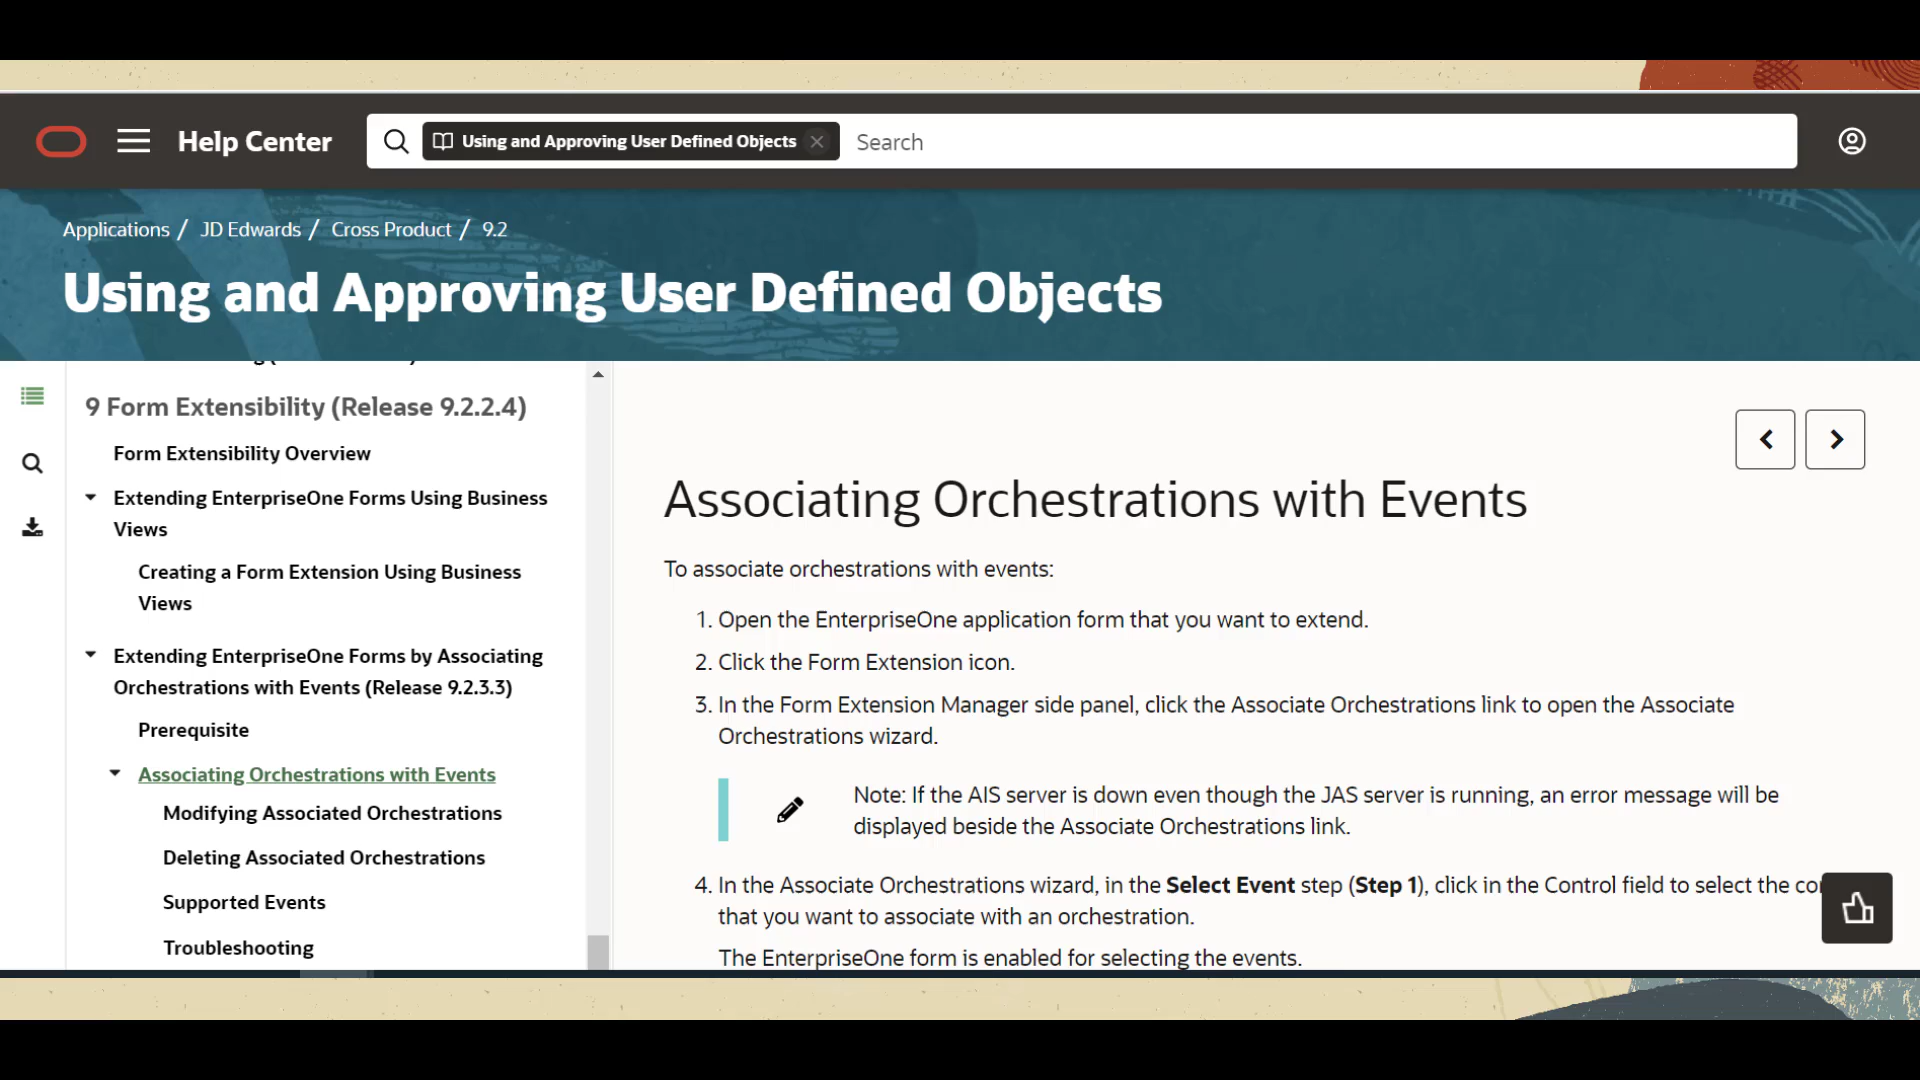 Help Center
Using and Approving User Defined Objects
Search
Applications / JD Edwards / Cross Product / 9.2
Using and Approving User Defined Objects
9 Form Extensibility (Release 9.2.2.4)
Form Extensibility Overview
Extending EnterpriseOne Forms Using Business
Views
Creating a Form Extension Using Business
Views
Extending EnterpriseOne Forms by Associating
Orchestrations with Events (Release 9.2.3.3)
Prerequisite
Associating Orchestrations with Events
Modifying Associated Orchestrations
Deleting Associated Orchestrations
Supported Events
Troubleshooting
Associating Orchestrations with Events
To associate orchestrations with events:
1. Open the EnterpriseOne application form that you want to extend.
2. Click the Form Extension icon.
3. In the Form Extension Manager side panel, click the Associate Orchestrations link to open the Associate
Orchestrations wizard.
Note: If the AIS server is down even though the JAS server is running, an error message will be
displayed beside the Associate Orchestrations link.
4. In the Associate Orchestrations wizard, in the Select Event step (Step 1), click in the Control field to select the
that you want to associate with an orchestration.
The EnterpriseOne form is enabled for selecting the events.